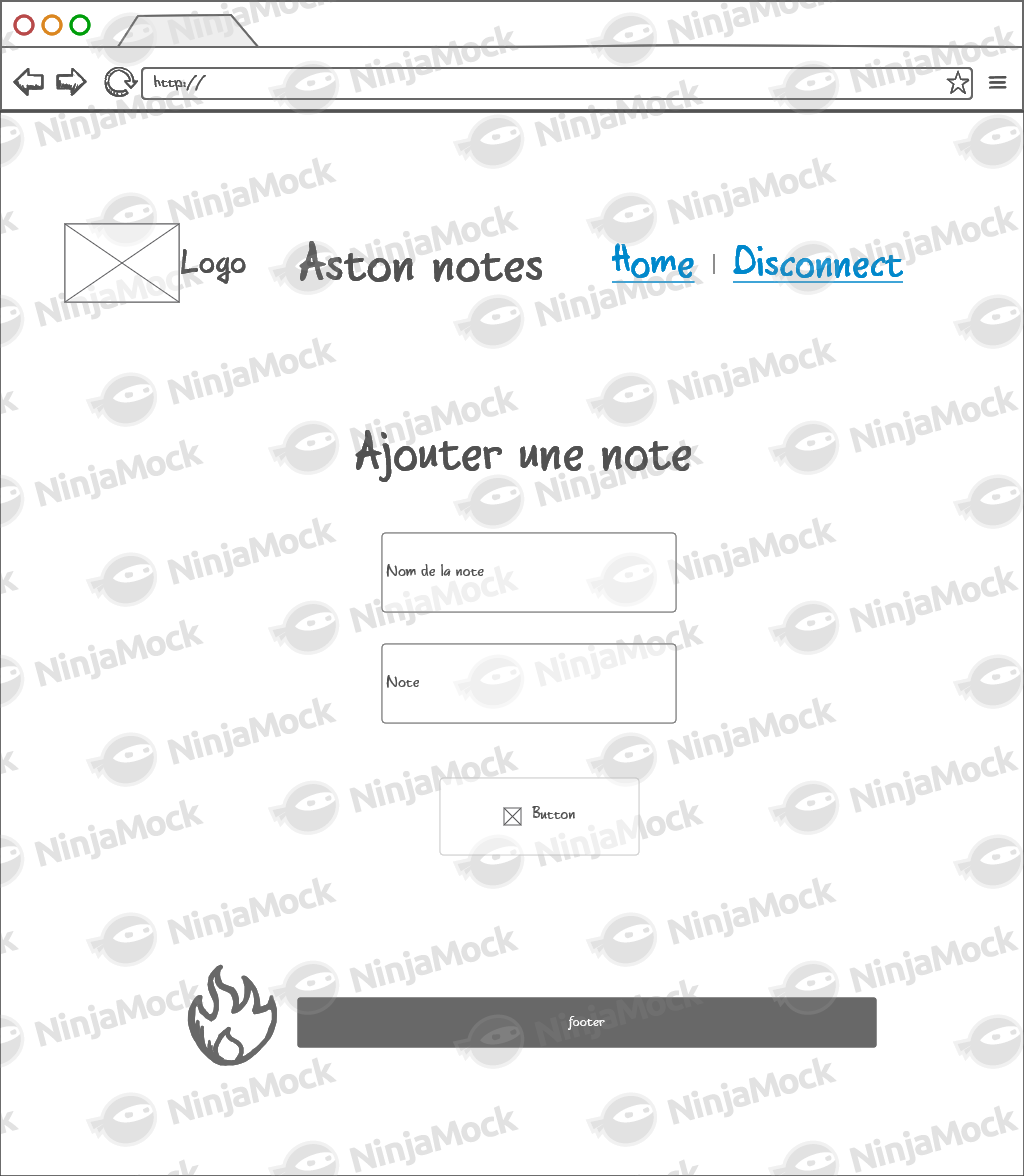 http://
Logo
Aston notes
Home | Disconnect
Ajouter une note
Nom de la note
Note
Button
footer
NinjaMock